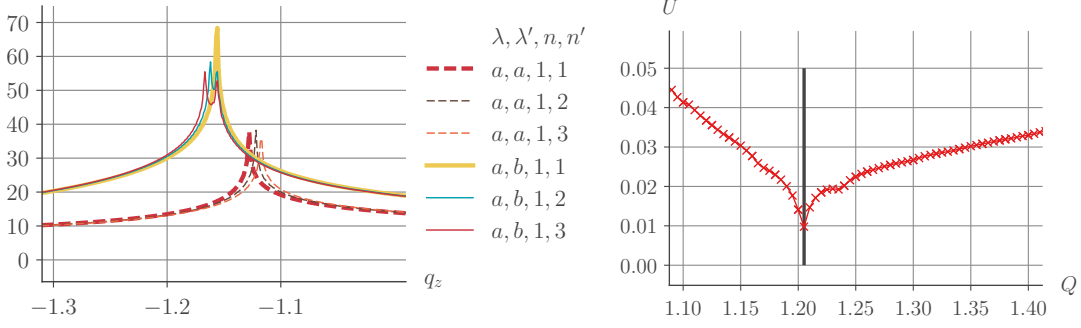 70
60
50
40
30
20
10
0
−1.3
−1.2
−1.1
q_z
λ, λ′, n, n′
a, a, 1, 1
a, a, 1, 2
a, a, 1, 3
a, b, 1, 1
a, b, 1, 2
a, b, 1, 3
U
0.05
0.04
0.03
0.02
0.01
0.00
1.10
1.15
1.20
1.25
1.30
1.35
1.40
Q